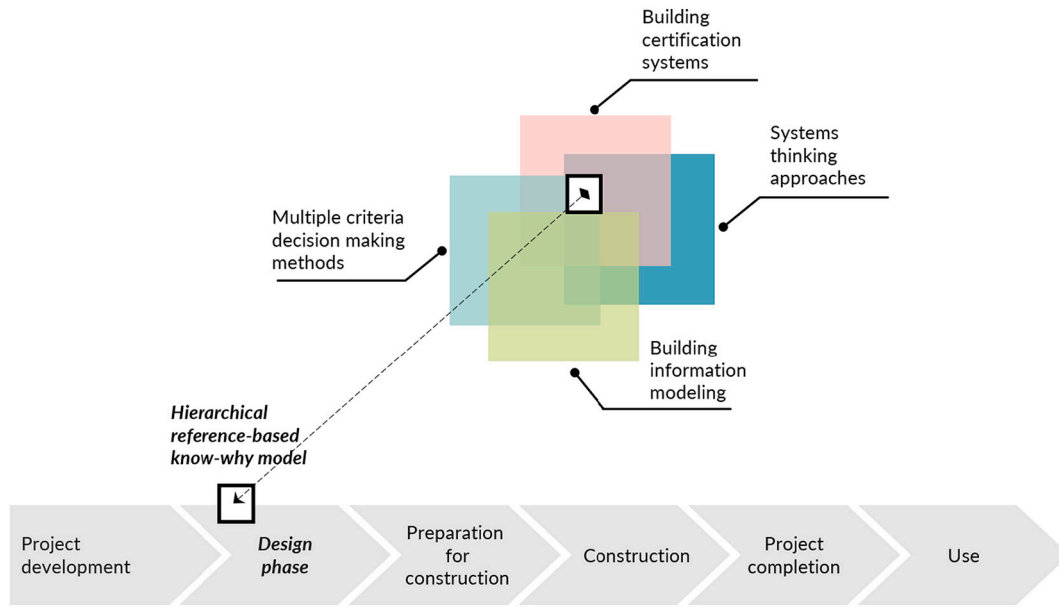 Building
certification
systems
Systems
thinking
approaches
Multiple criteria
decision making
methods
Building
information
modeling
Hierarchical
reference-based
know-why model
Project
development
Design
phase
Preparation
for
construction
Construction
Project
completion
Use